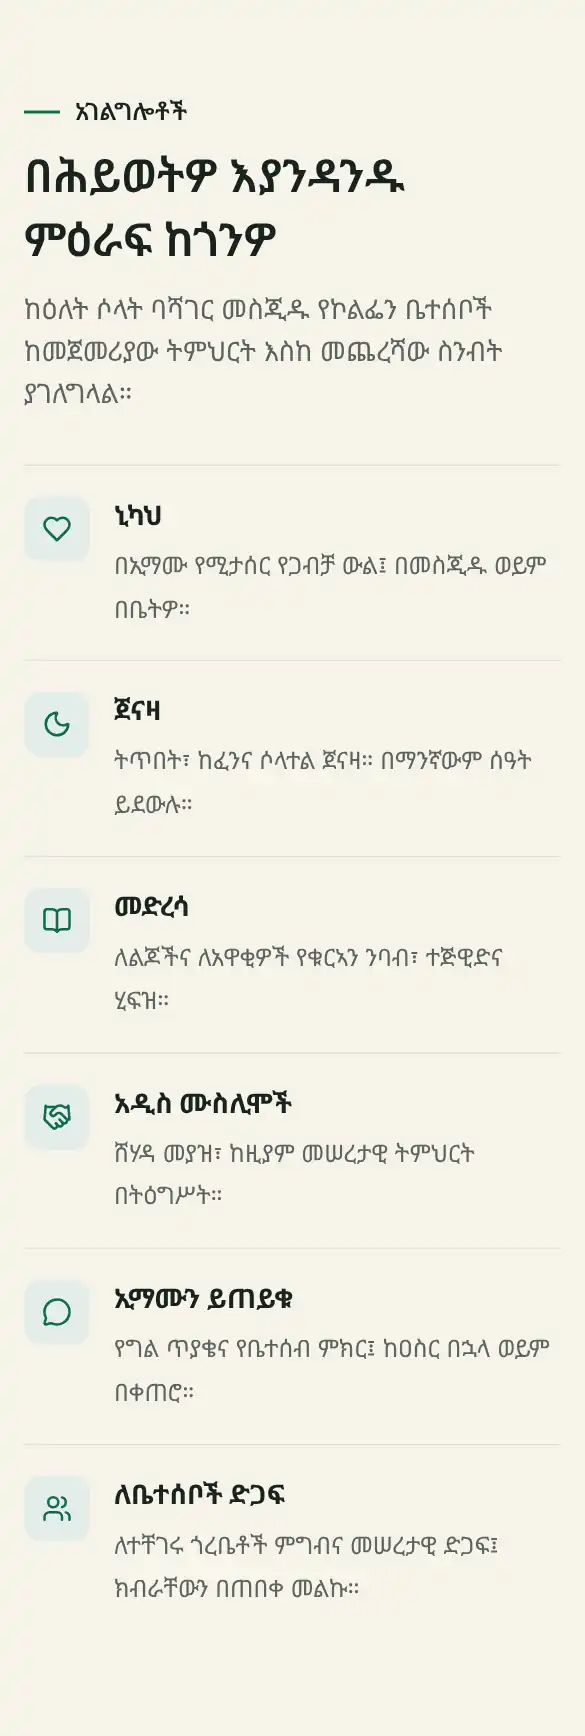 አገልግሎቶች
በሕይወትዎ እያንዳንዱ
ምዕራፍ ከጎንዎ
ከዕለት ሶላት ባሻገር መስጂዱ የኮልፌን ቤተሰቦች
ከመጀመሪያው ትምህርት እስከ መጨረሻው ስንብት
ያገለግላል።
ኒካህ
በኢማሙ የሚታሰር የጋብቻ ውል፤ በመስጂዱ ወይም
በቤትዎ።
ጀናዛ
ትጥበት፣ ከፈንና ሶላተል ጀናዛ። በማንኛውም ሰዓት
ይደውሉ።
መድረሳ
ለልጆችና ለአዋቂዎች የቁርኣን ንባብ፣ ተጅዊድና
ሂፍዝ።
አዲስ ሙስሊሞች
ሸሃዳ መያዝ፣ ከዚያም መሠረታዊ ትምህርት
በትዕግሥት።
ኢማሙን ይጠይቁ
የግል ጥያቄና የቤተሰብ ምክር፤ ከዐስር በኋላ ወይም
በቀጠሮ።
ለቤተሰቦች ድጋፍ
ለተቸገሩ ጎረቤቶች ምግብና መሠረታዊ ድጋፍ፤
ክብራቸውን በጠበቀ መልኩ።